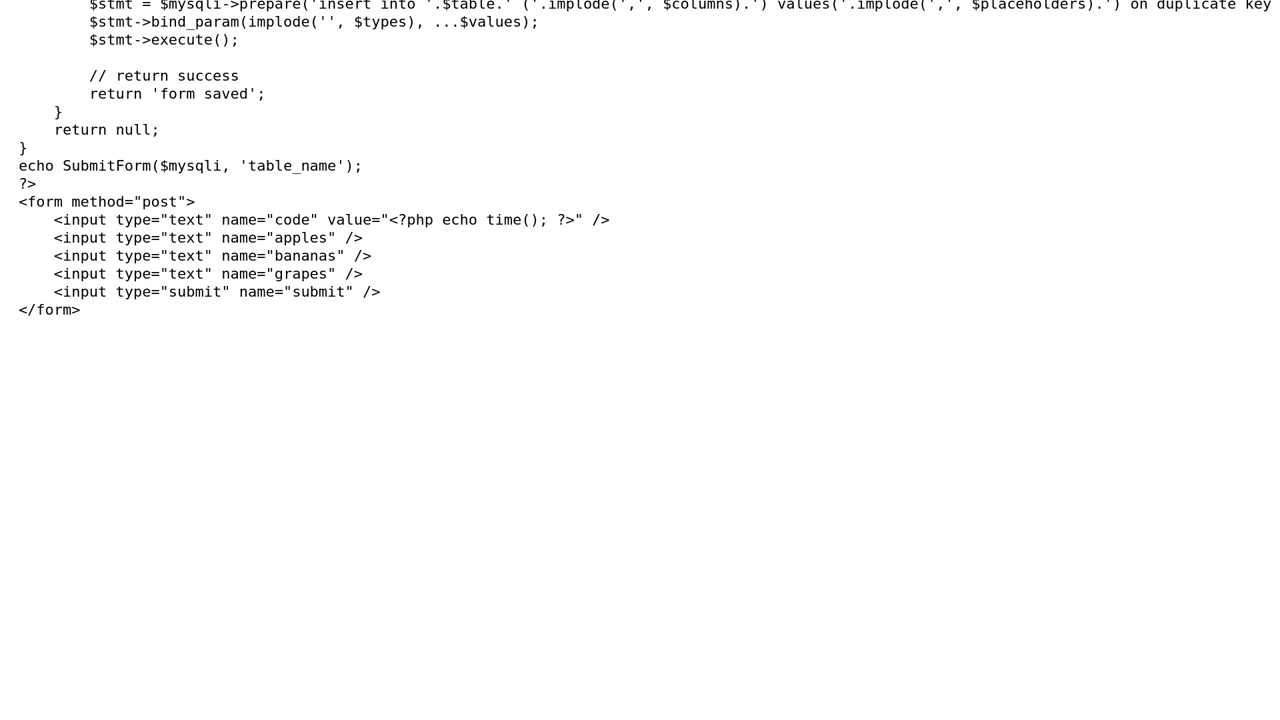 $stmt = $mysqli->prepare('insert into '.$table.' ('.implode(',', $columns).') values('.implode(',', $placeholders).') on duplicate key
        $stmt->bind_param(implode('', $types), ...$values);
        $stmt->execute();

        // return success
        return 'form saved';
    }
    return null;
}
echo SubmitForm($mysqli, 'table_name');
?>
<form method="post">
    <input type="text" name="code" value="<?php echo time(); ?>" />
    <input type="text" name="apples" />
    <input type="text" name="bananas" />
    <input type="text" name="grapes" />
    <input type="submit" name="submit" />
</form>